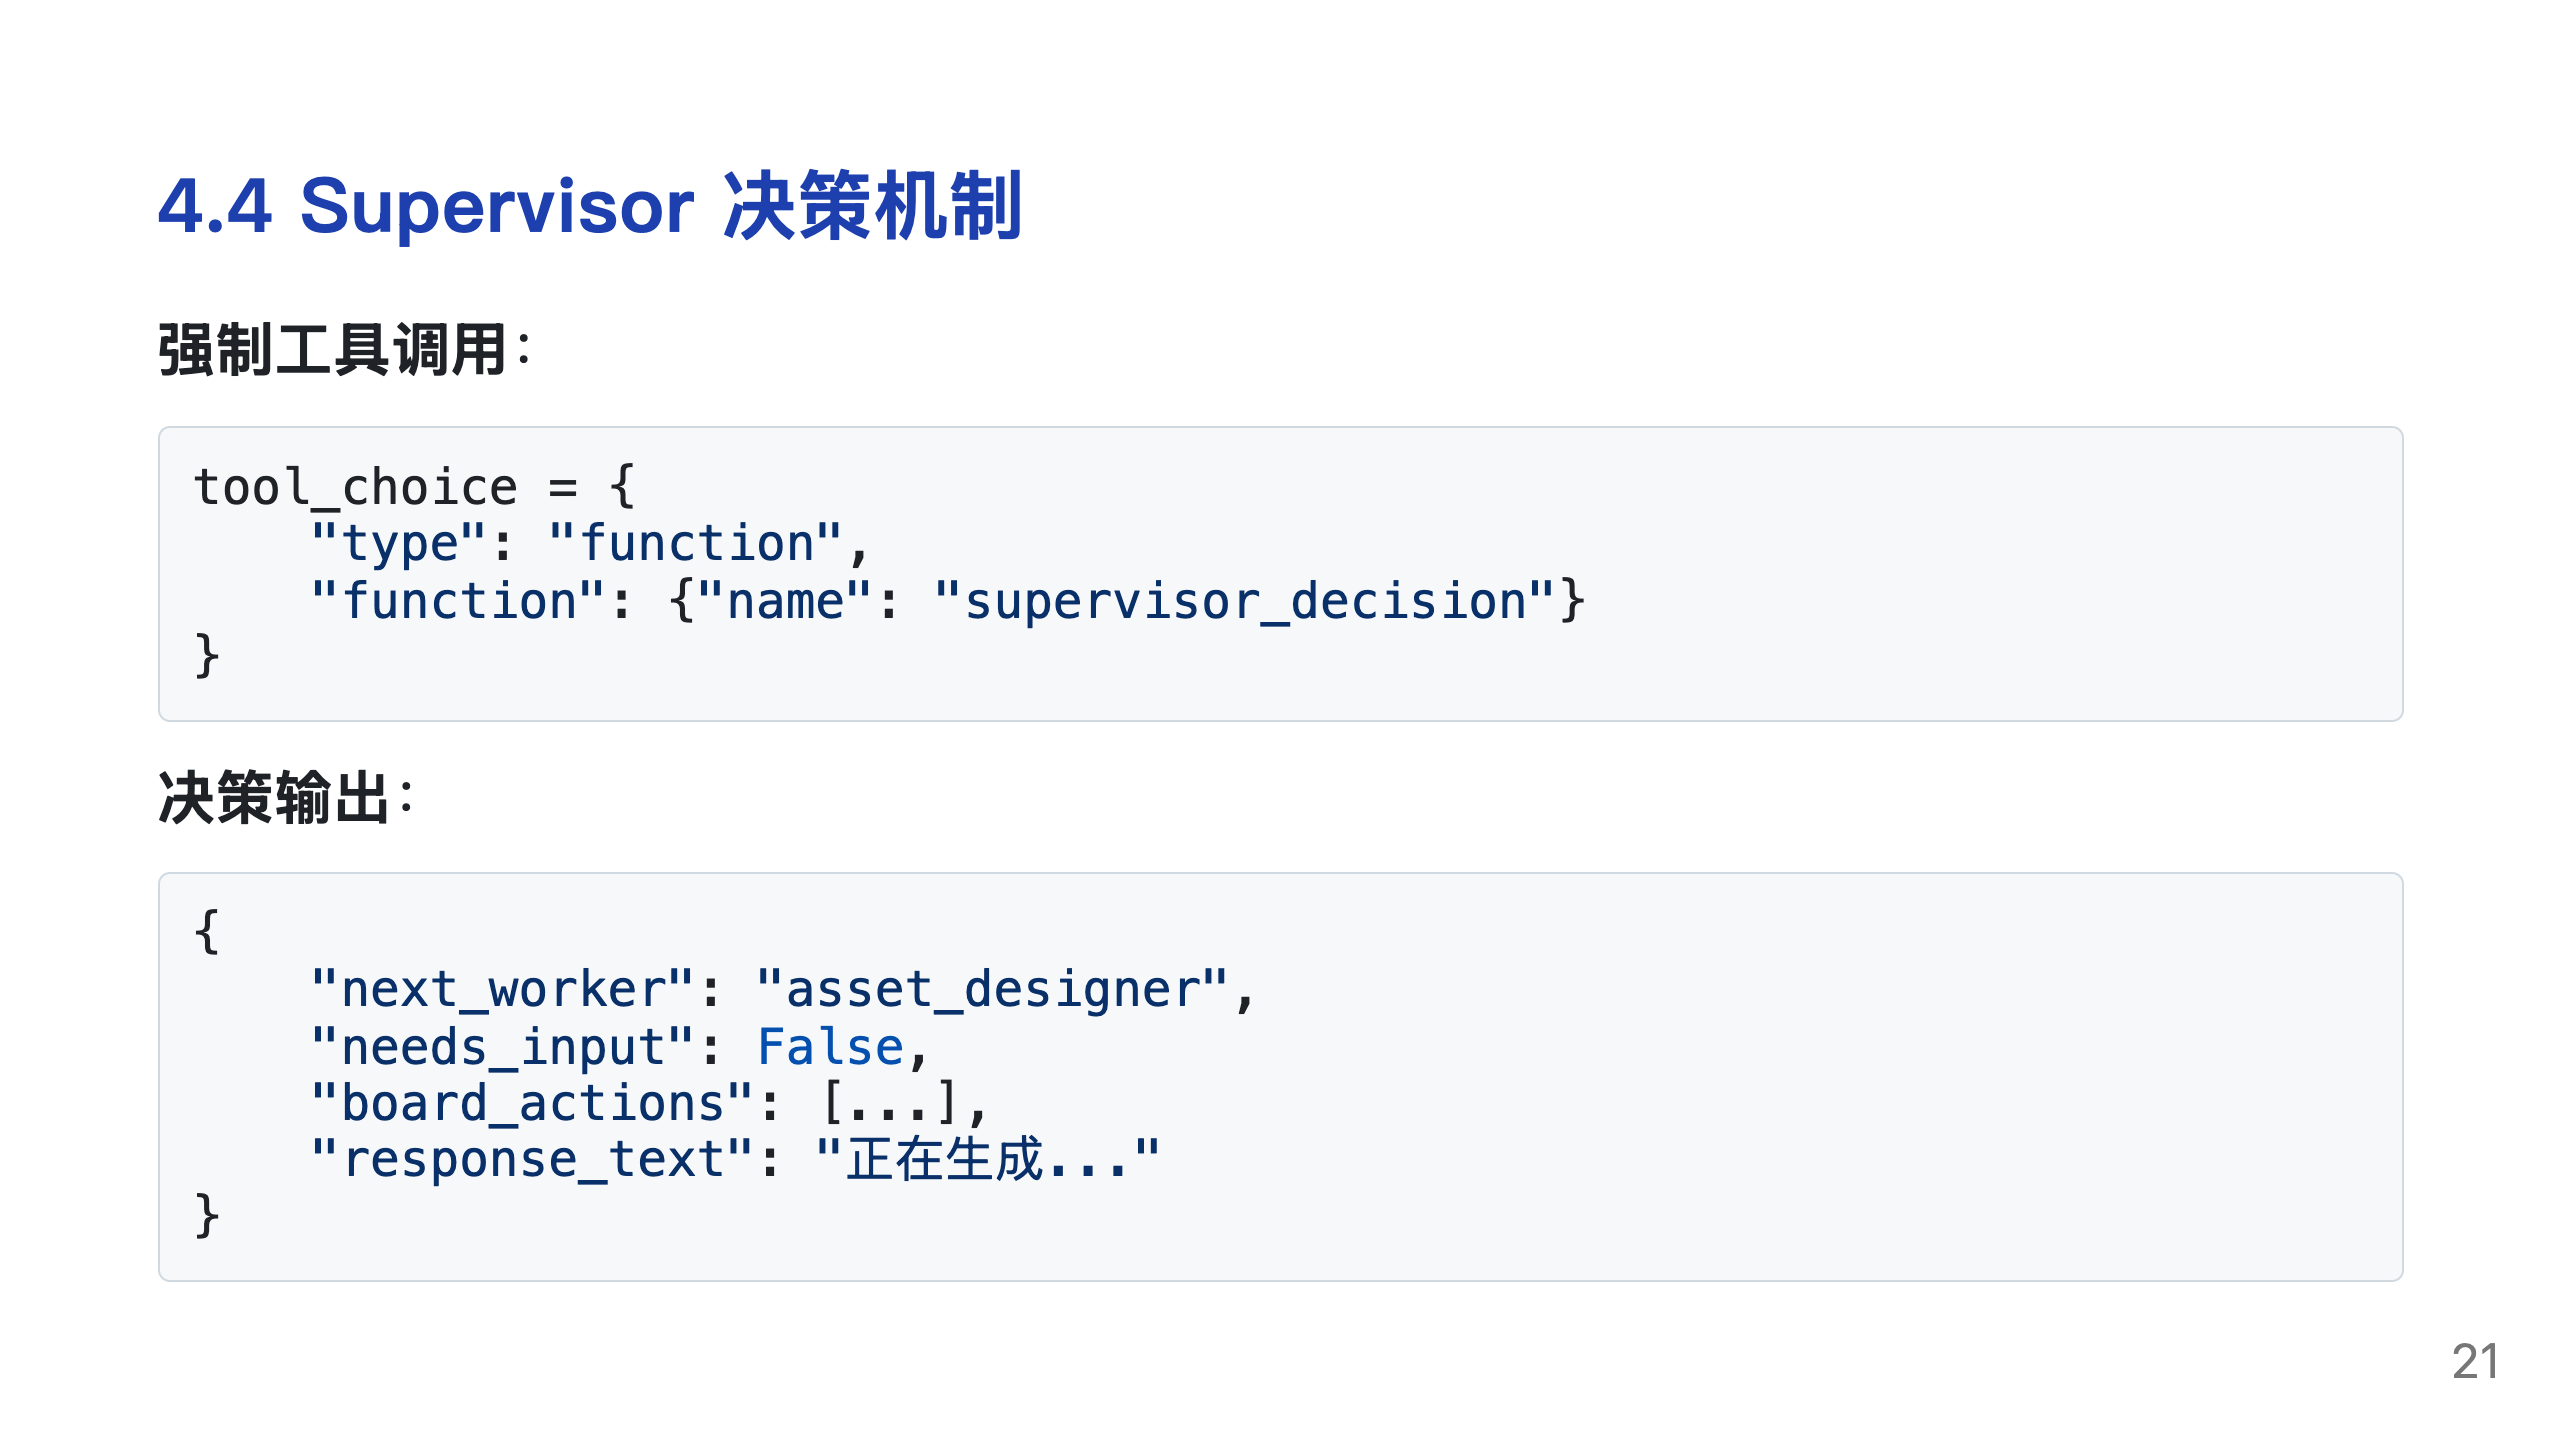 4.4 Supervisor 决策机制
强制工具调用：
tool_choice = {
    "type": "function",
    "function": {"name": "supervisor_decision"}
}
决策输出：
{
    "next_worker": "asset_designer",
    "needs_input": False,
    "board_actions": [...],
    "response_text": "正在生成..."
}
21